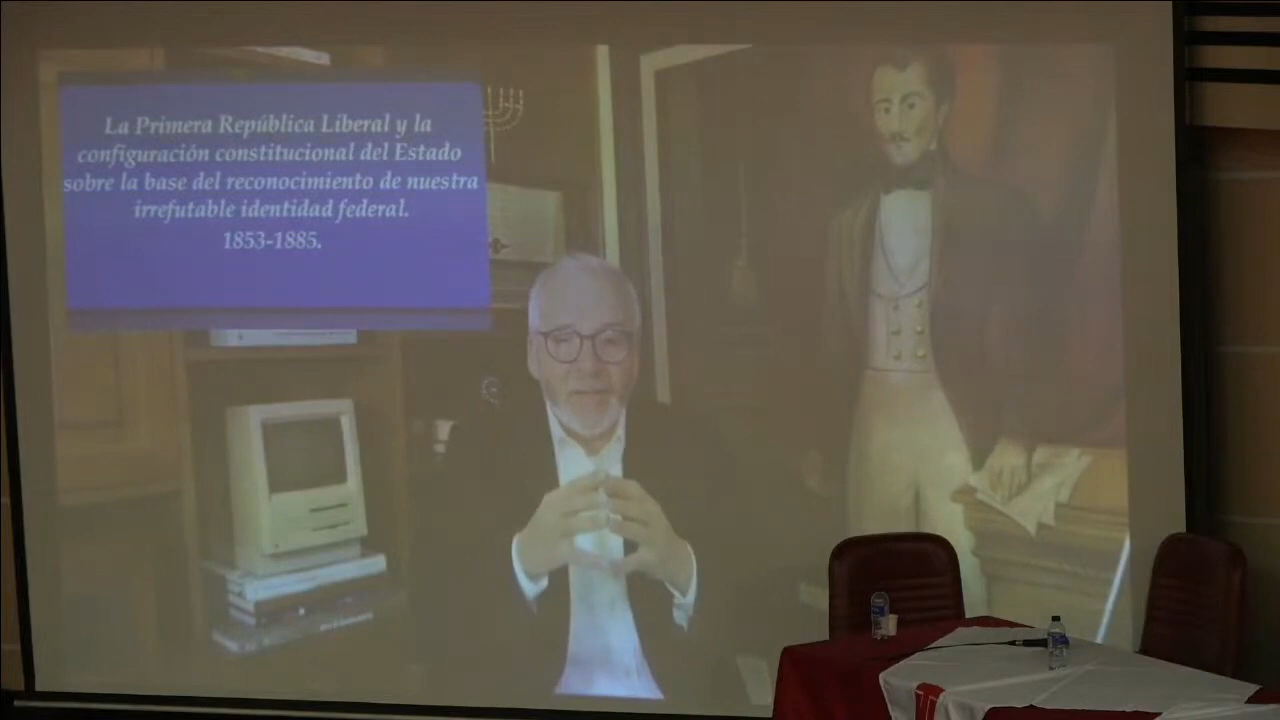 La Primera República Liberal y la
configuración constitucional del Estado
sobre la base del reconocimiento de nuestra
irrefutable identidad federal.
1853-1885.